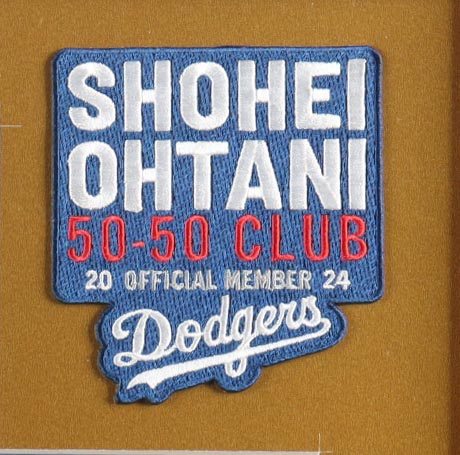 SHOHEI
OHTANI
50-50 CLUB
20 OFFICIAL MEMBER 24
Dodgers